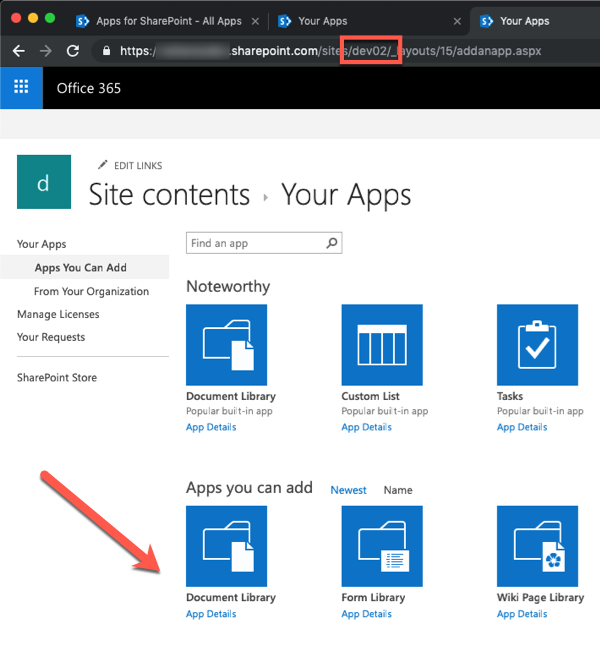 Apps for SharePoint - All Apps
Your Apps
Your Apps
https:/
.sharepoint.com/sites/dev02/_layouts/15/addanapp.aspx
Office 365
d
EDIT LINKS
Site contents
Your Apps
Your Apps
Apps You Can Add
From Your Organization
Manage Licenses
Your Requests
SharePoint Store
Find an app
Noteworthy
Document Library
Popular built-in app
App Details
Custom List
Popular built-in app
App Details
Tasks
Popular built-in app
App Details
Apps you can add
Newest
Name
Document Library
App Details
Form Library
App Details
Wiki Page Library
App Details